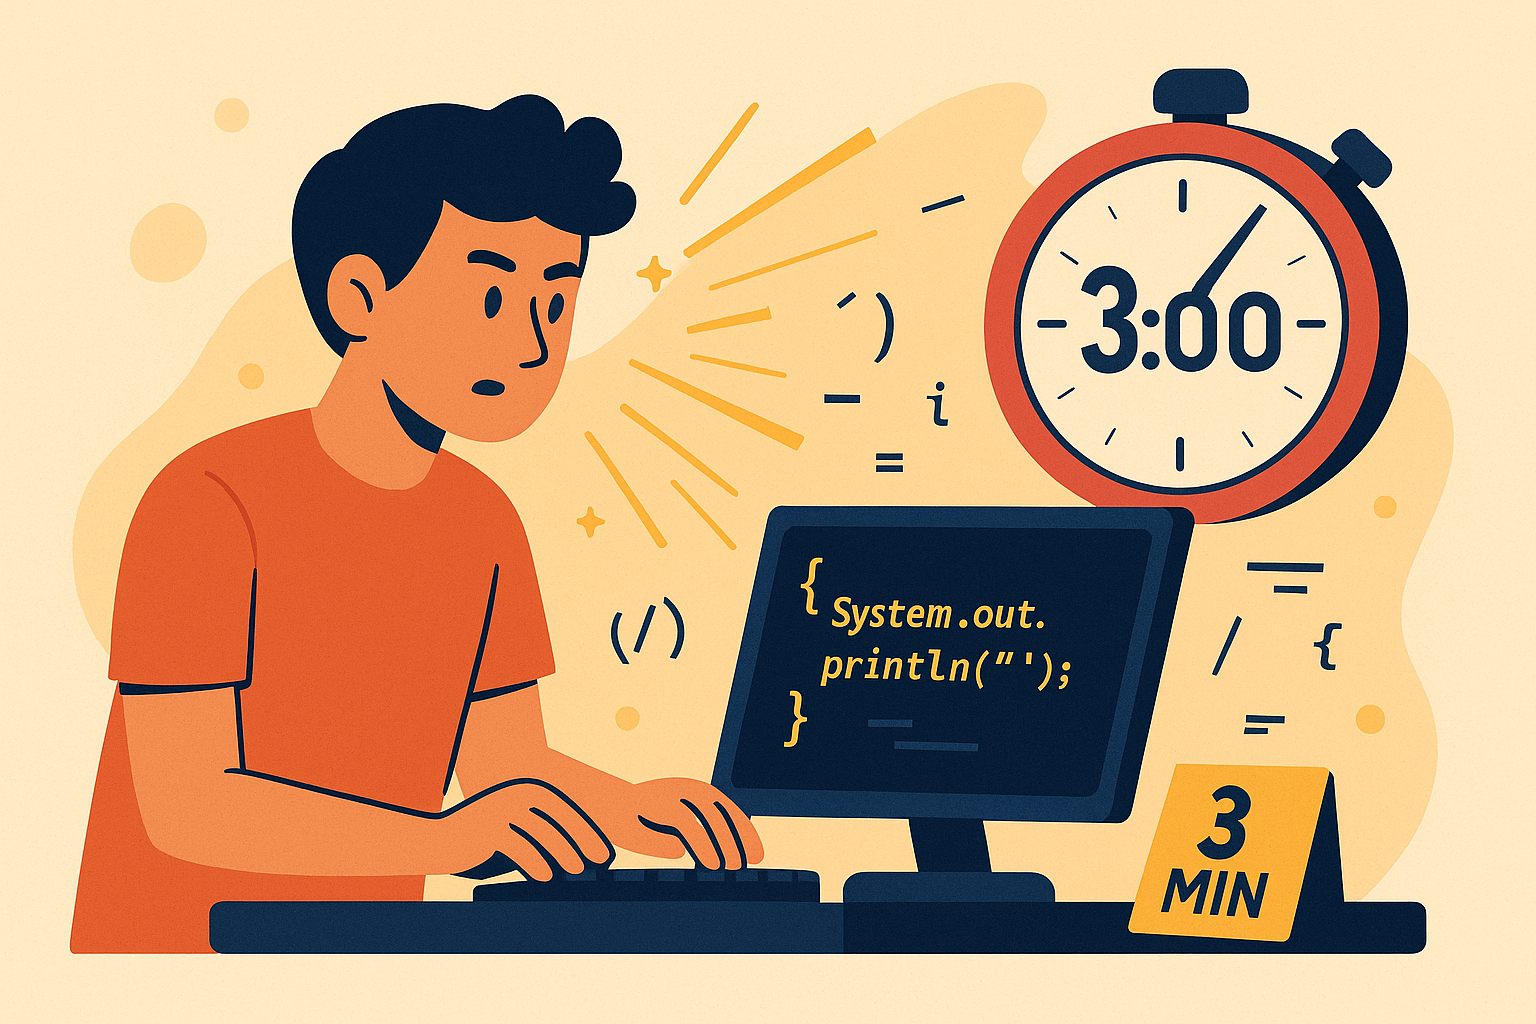 3:00
´)
i
=
(/)
{
System.out.
println("');
}
/
{
3
MIN